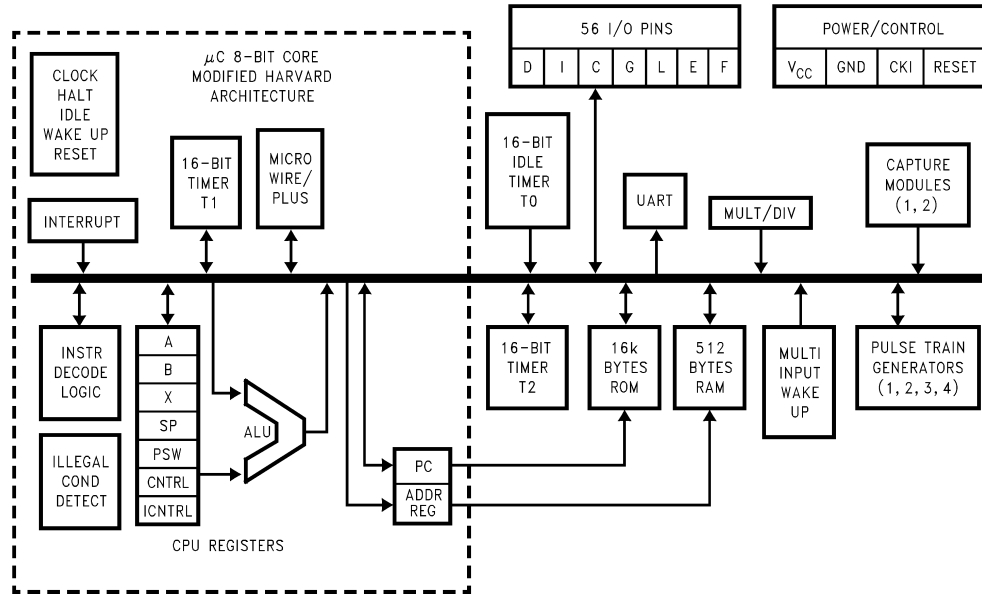 56 I/O PINS
D I C G L E F
POWER/CONTROL
VCC GND CKI RESET
μC 8-BIT CORE
MODIFIED HARVARD
ARCHITECTURE
CLOCK
HALT
IDLE
WAKE UP
RESET
16-BIT
TIMER
T1
MICRO
WIRE/
PLUS
16-BIT
IDLE
TIMER
T0
UART
MULT/DIV
CAPTURE
MODULES
(1, 2)
INTERRUPT
INSTR
DECODE
LOGIC
A
B
X
SP
PSW
CNTRL
ICNTRL
ALU
ILLEGAL
COND
DETECT
CPU REGISTERS
PC
ADDR
REG
16-BIT
TIMER
T2
16k
BYTES
ROM
512
BYTES
RAM
MULTI
INPUT
WAKE
UP
PULSE TRAIN
GENERATORS
(1, 2, 3, 4)